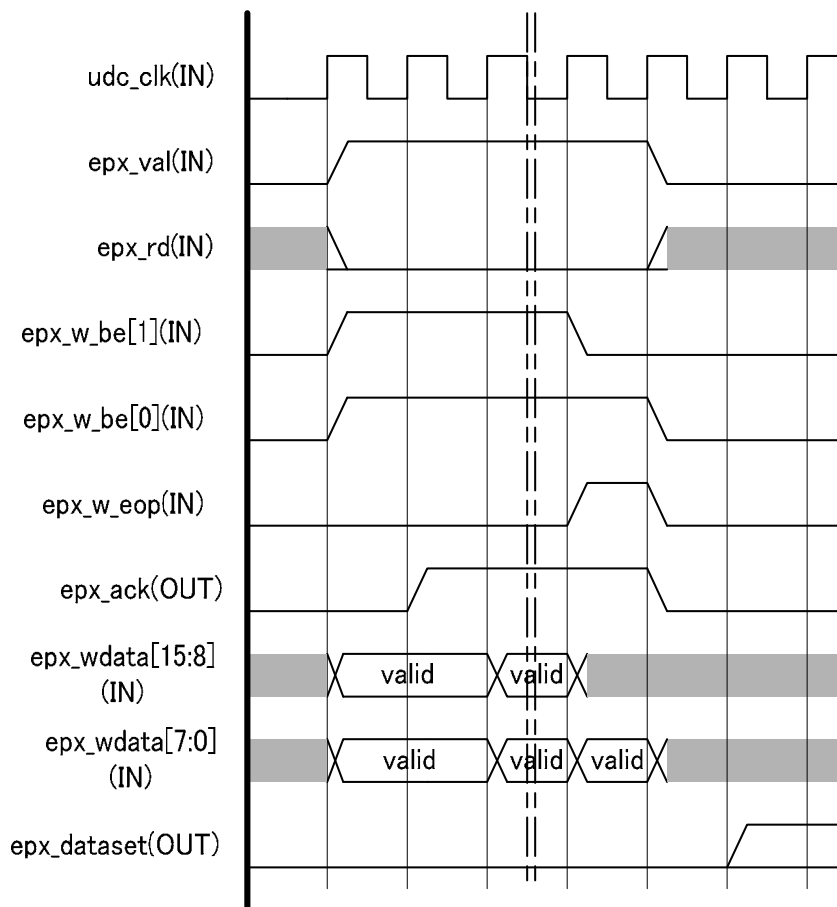 udc_clk(IN)
epx_val(IN)
epx_rd(IN)
epx_w_be[1](IN)
epx_w_be[0](IN)
epx_w_eop(IN)
epx_ack(OUT)
epx_wdata[15:8]
(IN)
valid valid
epx_wdata[7:0]
(IN)
valid valid valid
epx_dataset(OUT)